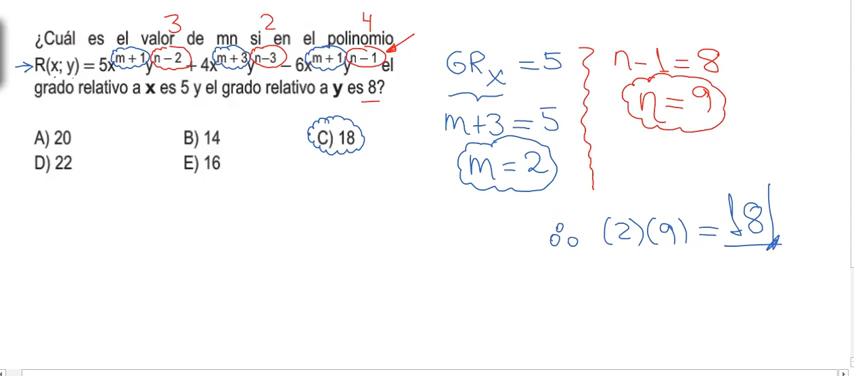 3 2 4
¿Cuál es el valor de mn si en el polinomio
R(x; y) = 5x^{m + 1}y^{n – 2} + 4x^{m + 3}y^{n – 3} – 6x^{m + 1}y^{n – 1} el
grado relativo a x es 5 y el grado relativo a y es 8?
A) 20 B) 14 C) 18
D) 22 E) 16
GRx = 5
m+3 = 5
m = 2
n – 1 = 8
n = 9
∴ (2)(9) = 18